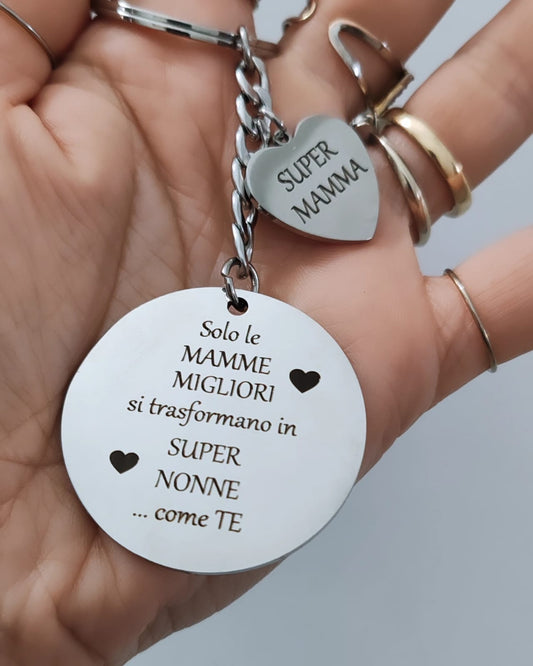 SUPER
MAMMA
Solo le
MAMME
MIGLIORI
si trasformano in
SUPER
NONNE
... come TE